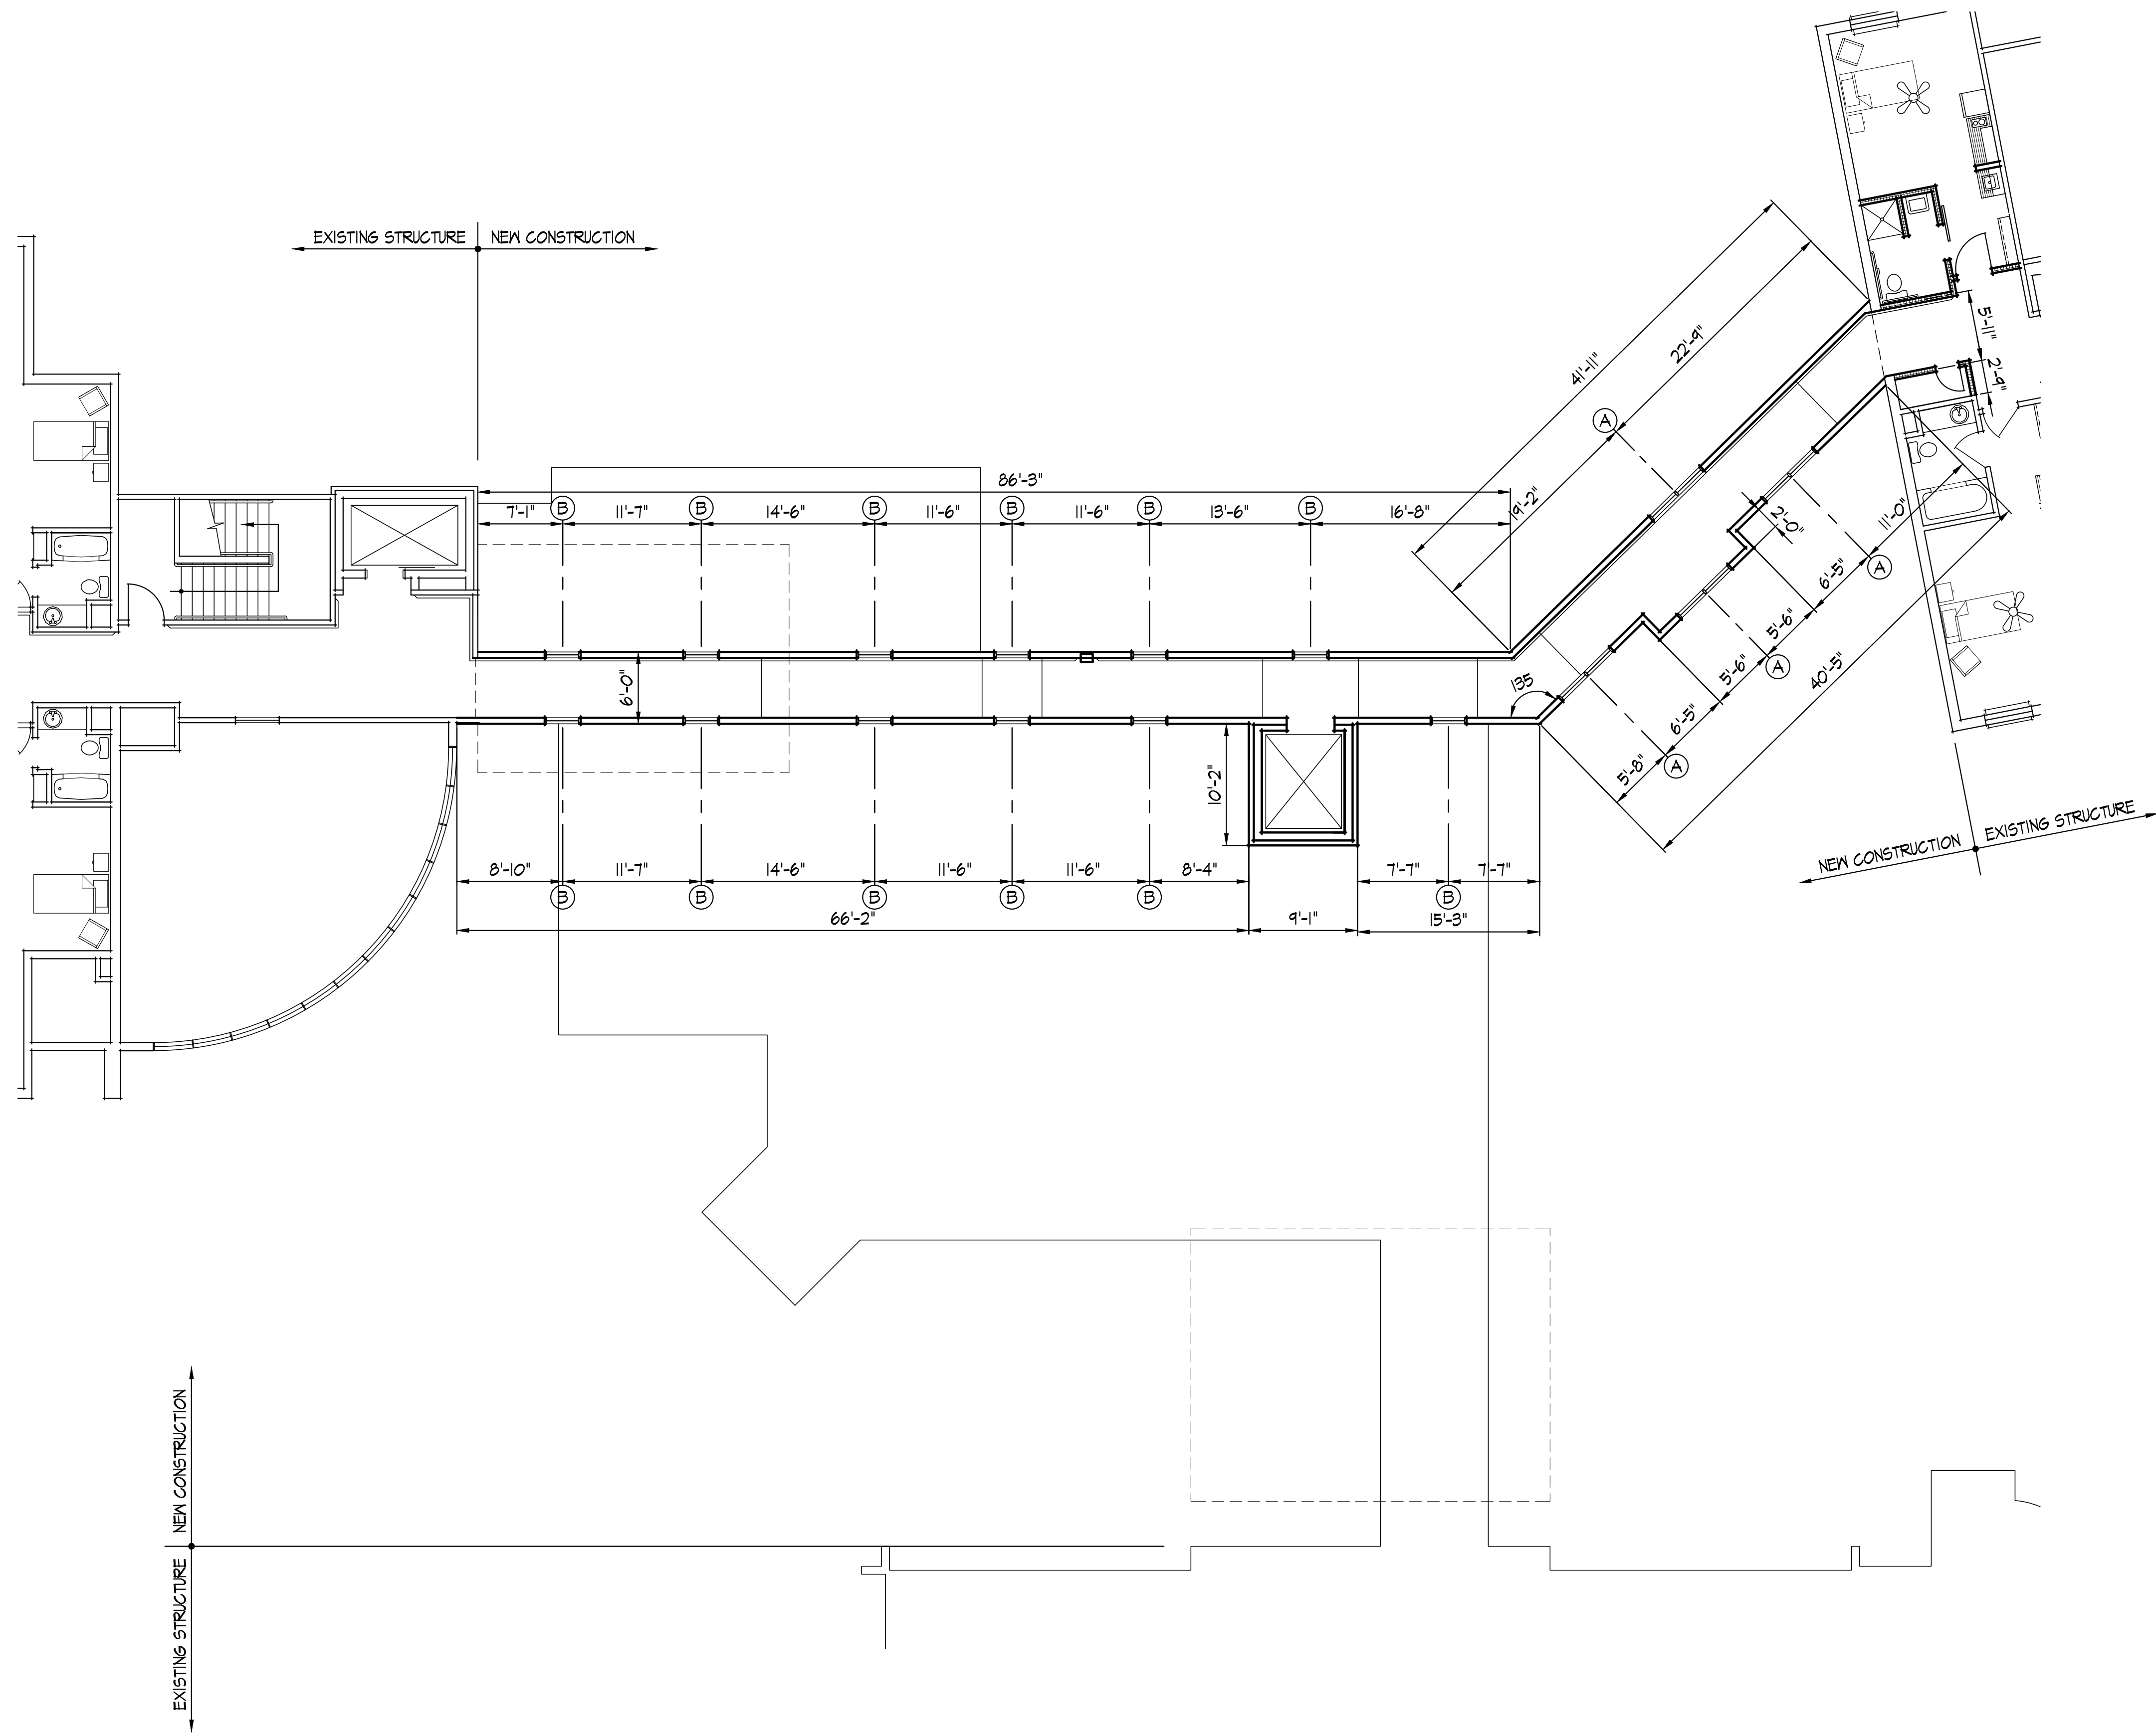 EXISTING STRUCTURE NEW CONSTRUCTION
86'-3"
7'-1" B 11'-7" B 14'-6" B 11'-6" B 11'-6" B 13'-6" B 16'-8"
41'-11"
22'-9"
A
19'-2"
5'-11"
2'-9"
2'-0"
11'-0"
A
6'-5"
5'-6"
A
5'-6"
6'-5"
A
5'-8"
40'-5"
135
6'-0"
10'-2"
8'-10" 11'-7" 14'-6" 11'-6" 11'-6" 8'-4" 7'-7" 7'-7"
B B B B B B
66'-2" 9'-1" 15'-3"
NEW CONSTRUCTION EXISTING STRUCTURE
NEW CONSTRUCTION
EXISTING STRUCTURE